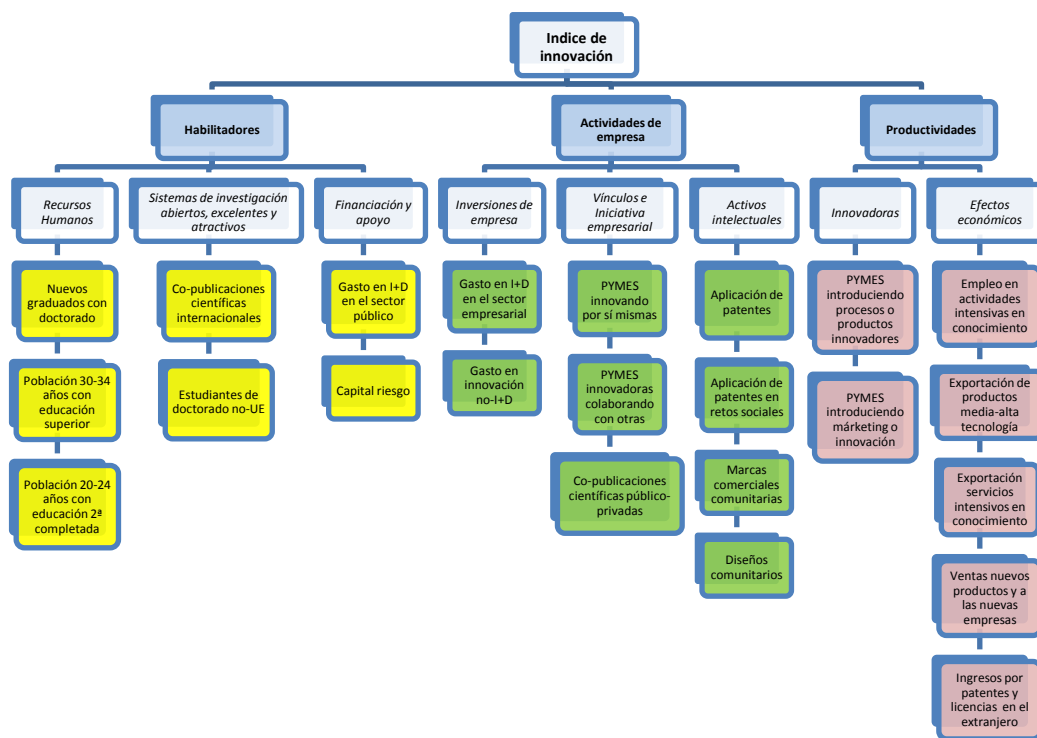 Indice de
innovación
Habilitadores
Actividades de
empresa
Productividades
Recursos
Humanos
Sistemas de investigación
abiertos, excelentes y
atractivos
Financiación y
apoyo
Inversiones de
empresa
Vínculos e
Iniciativa
empresarial
Activos
intelectuales
Innovadoras
Efectos
económicos
Nuevos
graduados con
doctorado
Población 30-34
años con
educación
superior
Población 20-24
años con
educación 2ª
completada
Co-publicaciones
científicas
internacionales
Estudiantes de
doctorado no-UE
Gasto en I+D
en el sector
público
Capital riesgo
Gasto en I+D
en el sector
empresarial
Gasto en
innovación
no-I+D
PYMES
innovando
por sí mismas
PYMES
innovadoras
colaborando
con otras
Co-publicaciones
científicas público-
privadas
Aplicación de
patentes
Aplicación de
patentes en
retos sociales
Marcas
comerciales
comunitarias
Diseños
comunitarios
PYMES
introduciendo
procesos o
productos
innovadores
PYMES
introduciendo
márketing o
innovación
Empleo en
actividades
intensivas en
conocimiento
Exportación de
productos
media-alta
tecnología
Exportación
servicios
intensivos en
conocimiento
Ventas nuevos
productos y a
las nuevas
empresas
Ingresos por
patentes y
licencias en el
extranjero